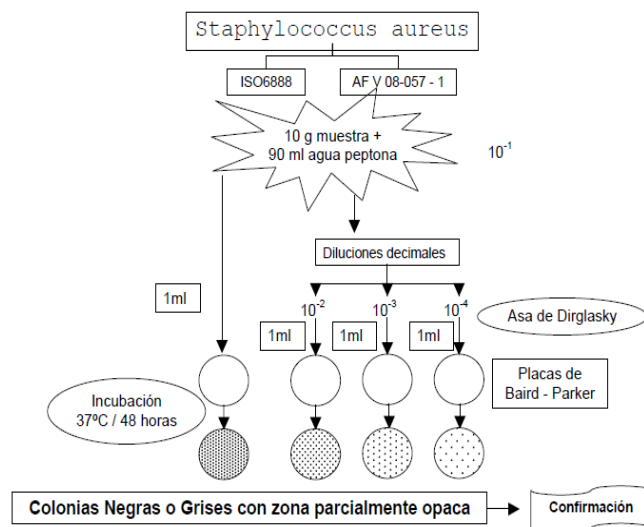 Staphylococcus aureus
ISO6888
AF V 08-057 - 1
10 g muestra +
90 ml agua peptona
10-1
Diluciones decimales
1ml
10-2
10-3
10-4
Asa de Dirglasky
1ml
1ml
1ml
Placas de
Baird - Parker
Incubación
37ºC / 48 horas
Colonias Negras o Grises con zona parcialmente opaca
Confirmación